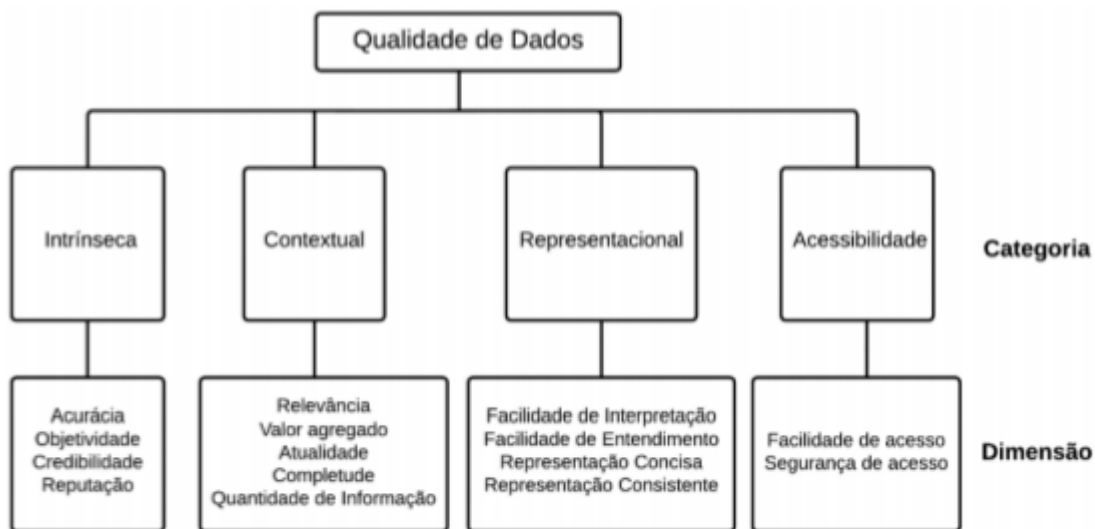 Qualidade de Dados
Intrínseca
Contextual
Representacional
Acessibilidade
Categoria
Acurácia
Objetividade
Credibilidade
Reputação
Relevância
Valor agregado
Atualidade
Completude
Quantidade de Informação
Facilidade de Interpretação
Facilidade de Entendimento
Representação Concisa
Representação Consistente
Facilidade de acesso
Segurança de acesso
Dimensão